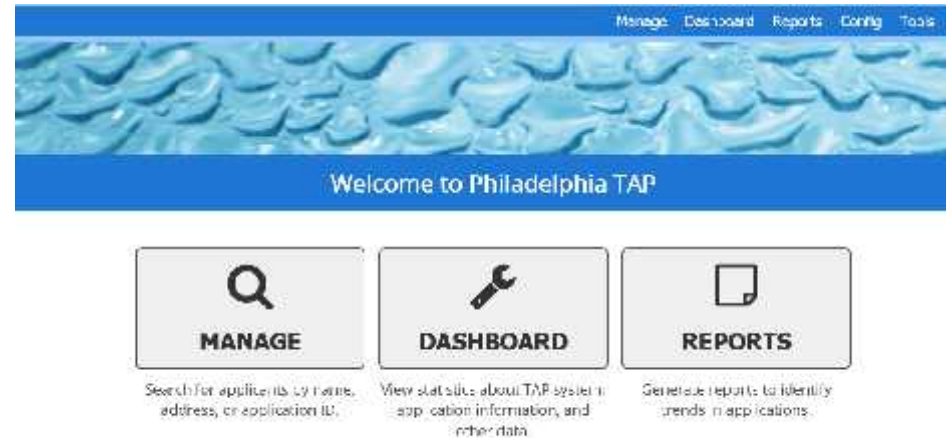 Manage Dashboard Reports Config Tools
Welcome to Philadelphia TAP
MANAGE
DASHBOARD
REPORTS
Search for applicants by name,
address, or application ID.
View statistics about TAP system,
application information, and
other data
Generate reports to identify
trends in applications.